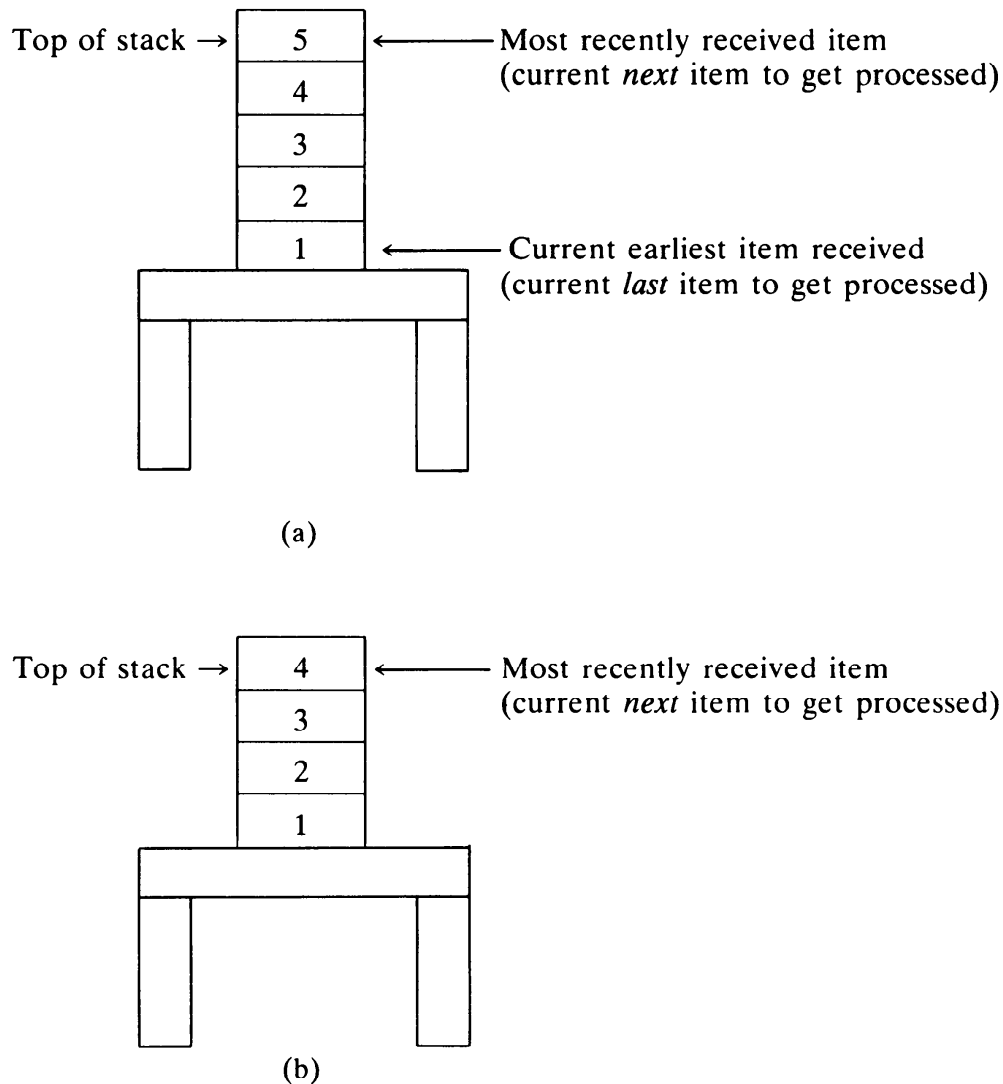 Top of stack → 5 ← Most recently received item
(current next item to get processed)
4
3
2
1 ← Current earliest item received
(current last item to get processed)
(a)
Top of stack → 4 ← Most recently received item
(current next item to get processed)
3
2
1
(b)